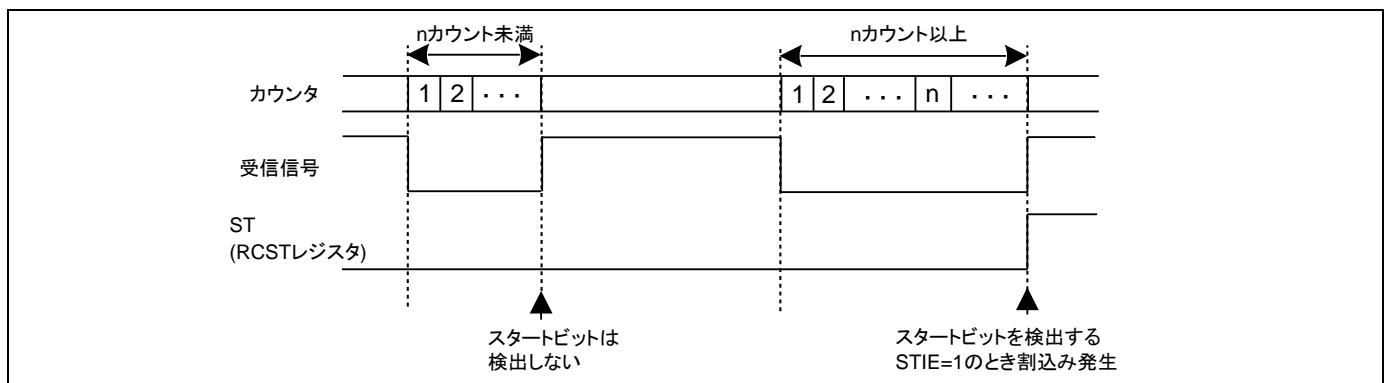 nカウント未満
nカウント以上
カウンタ
1 2 ・・・
1 2 ・・・ n ・・・
受信信号
ST
(RCSTレジスタ)
スタートビットは
検出しない
スタートビットを検出する
STIE=1のとき割込み発生